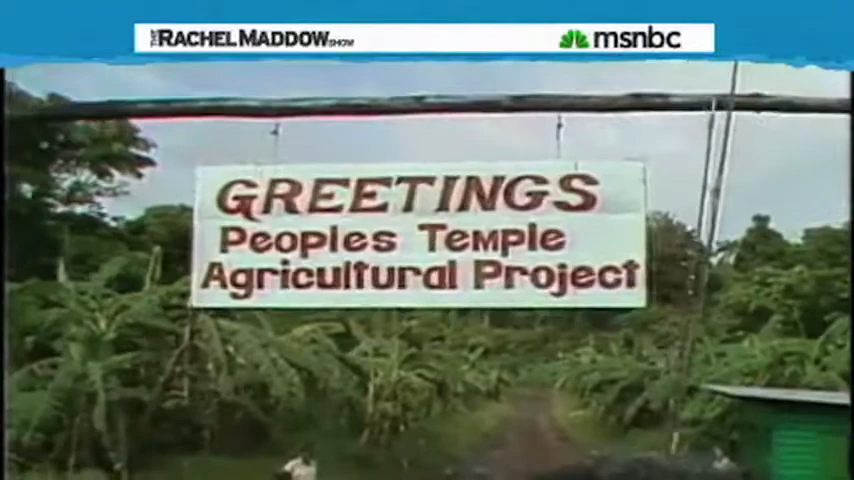 THE RACHEL MADDOW SHOW msnbc
GREETINGS
Peoples Temple
Agricultural Project